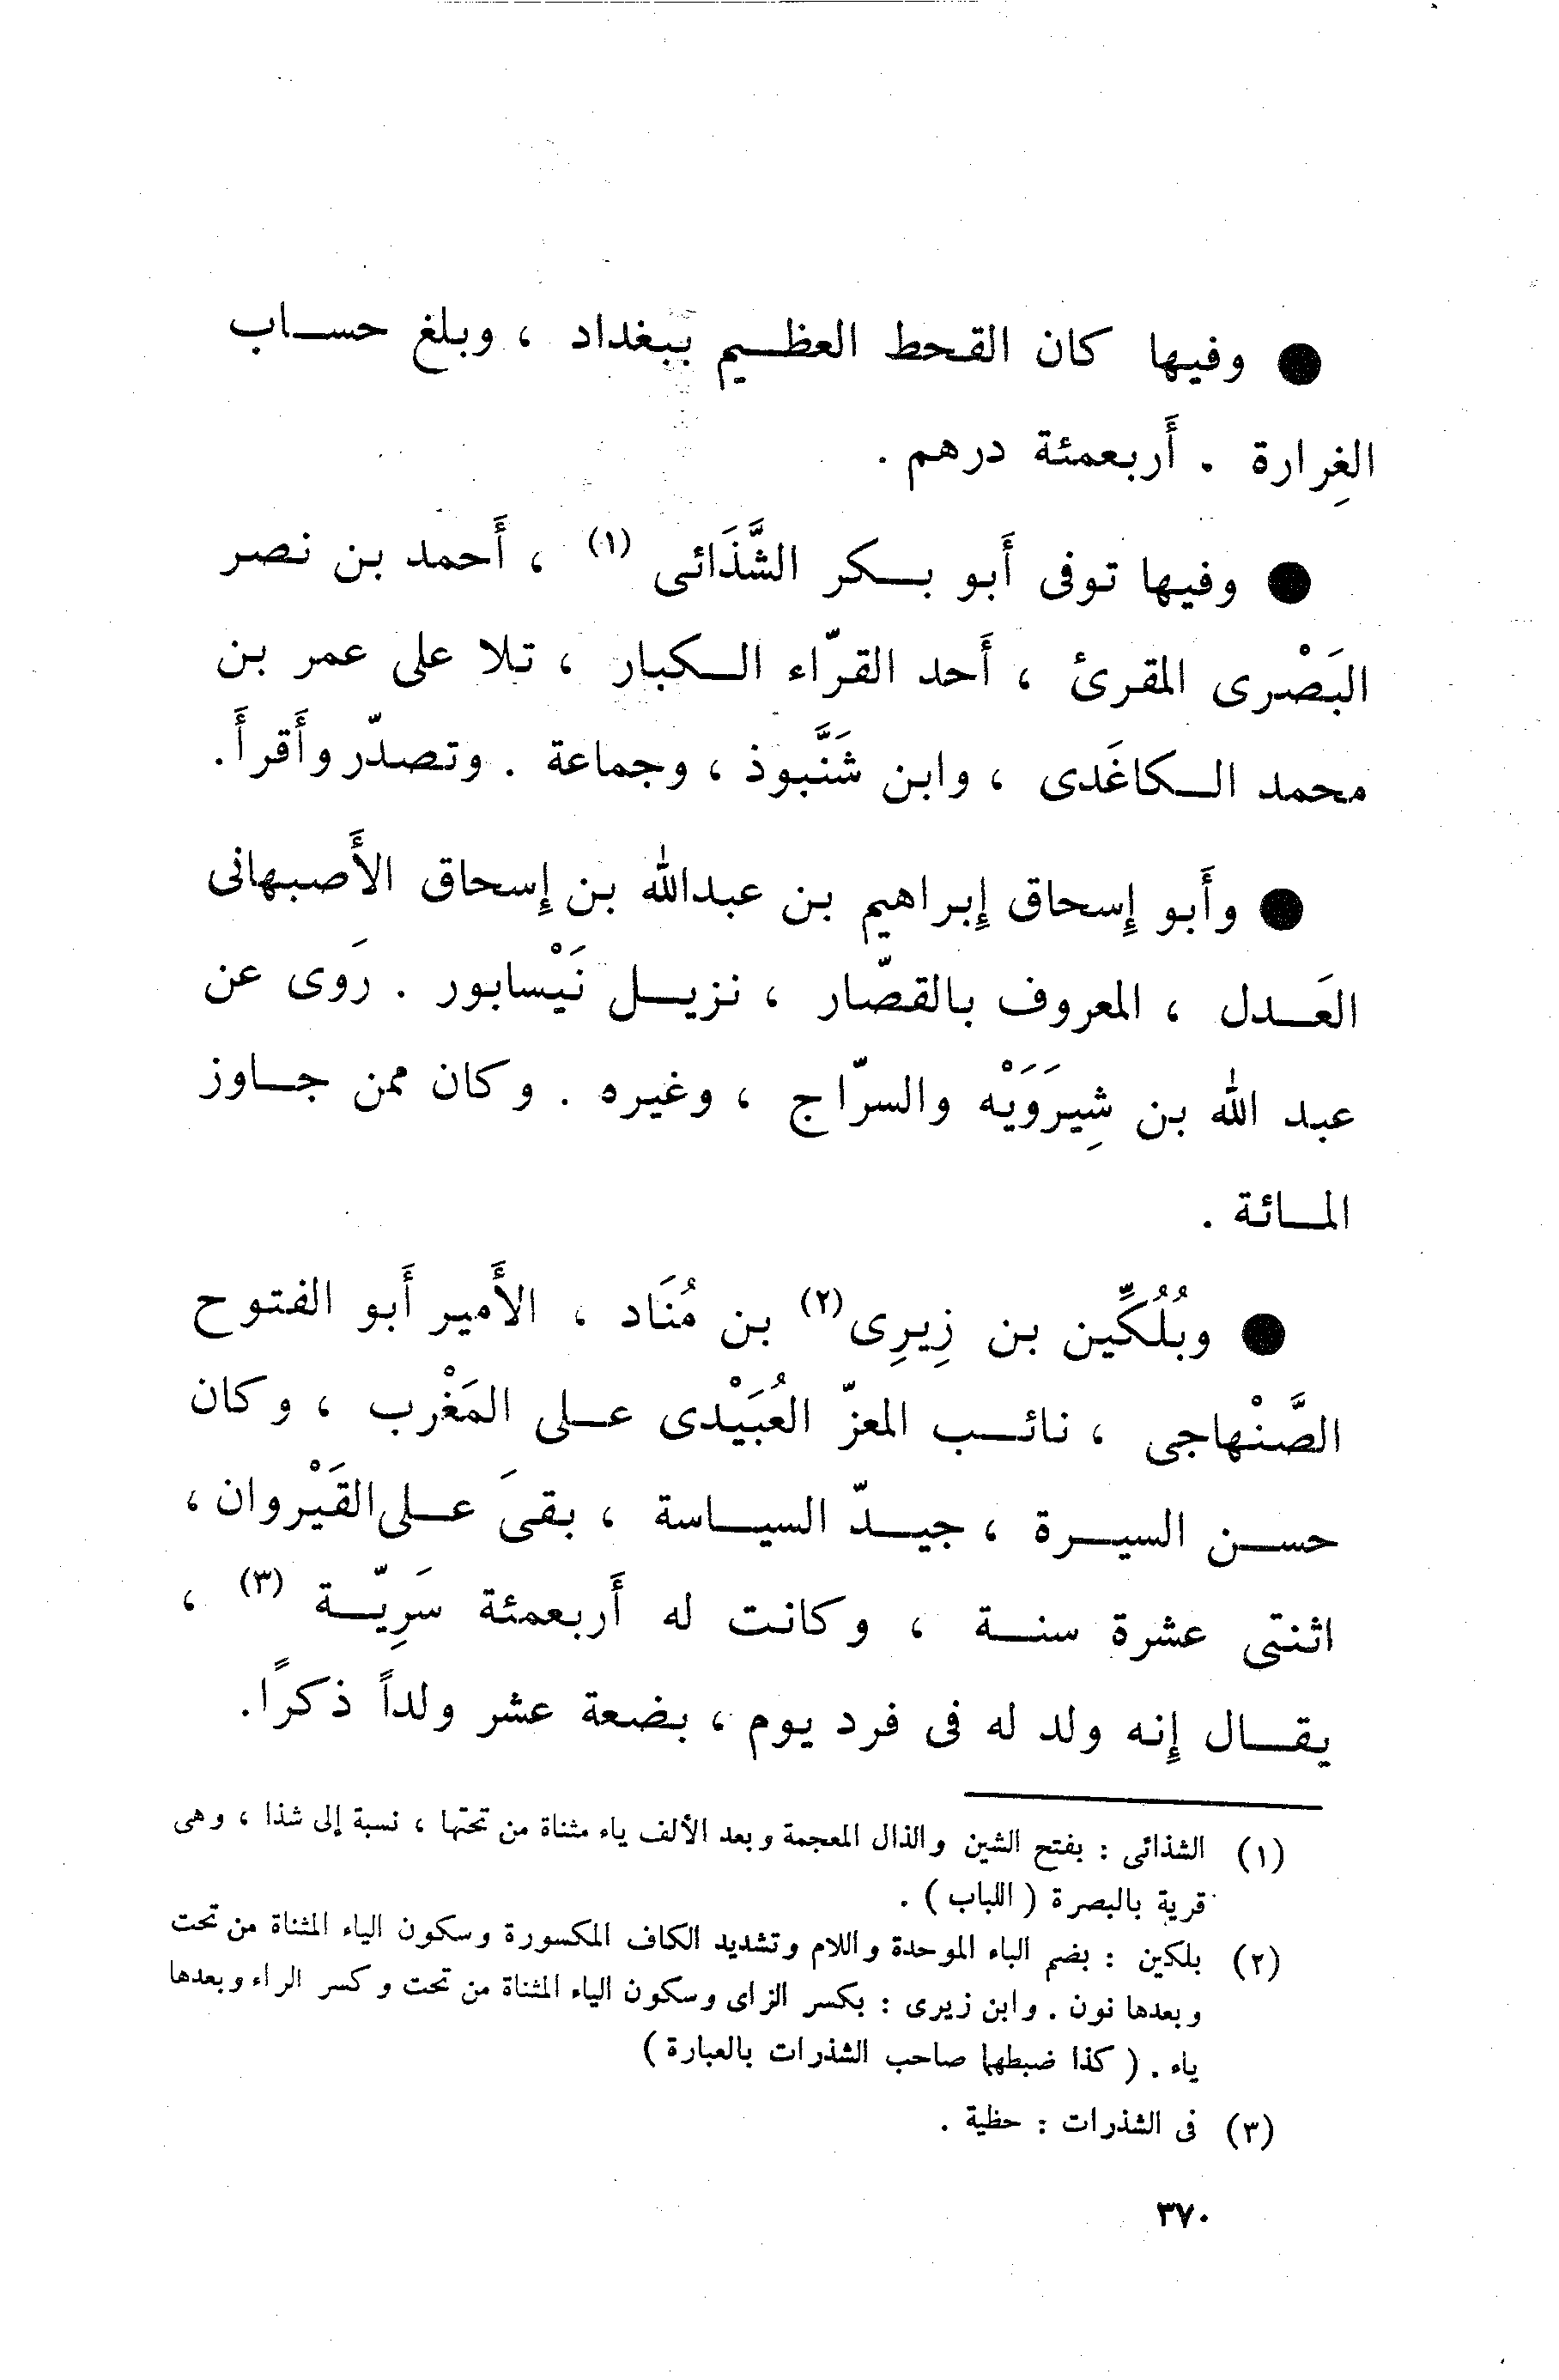 ● وفيها كان القحط العظيم ببغداد ، وبلغ حساب
الغِرارة . أَربعمئة درهم .
● وفيها توفى أَبو بكر الشَّذَائى (١) ، أَحمد بن نصر
البَصْرى المقرئ ، أَحد القرّاء الكبار ، تلا على عمر بن
محمد الكاغَدى ، وابن شَنَّبوذ ، وجماعة . وتصدّر وأَقرأَ .
● وأَبو إِسحاق إِبراهيم بن عبدالله بن إِسحاق الأَصبهانى
العَدل ، المعروف بالقصّار ، نزيل نَيْسابور . رَوى عن
عبد الله بن شِيرَوَيْه والسرّاج ، وغيره . وكان ممن جاوز
المائة .
● وبُلُكِّين بن زِيرِى (٢) بن مُنَاد ، الأَمير أَبو الفتوح
الصَّنْهاجى ، نائب المعزّ العُبَيْدى على المَغْرب ، وكان
حسن السيرة ، جيدّ السياسة ، بقىَ على القَيْروان ،
اثنتى عشرة سنة ، وكانت له أَربعمئة سَرِيّة (٣) ،
يقال إِنه ولد له فى فرد يوم ، بضعة عشر ولداً ذكرًا .
(١) الشذائى : بفتح الشين والذال المعجمة وبعد الألف ياء مثناة من تحتها ، نسبة إلى شذا ، وهى
قرية بالبصرة ( اللباب ) .
(٢) بلكين : بضم الباء الموحدة واللام وتشديد الكاف المكسورة وسكون الياء المثناة من تحت
وبعدها نون . وابن زيرى : بكسر الزاى وسكون الياء المثناة من تحت وكسر الراء وبعدها
ياء . ( كذا ضبطهما صاحب الشذرات بالعبارة )
(٣) فى الشذرات : حظية .
٣٧٠